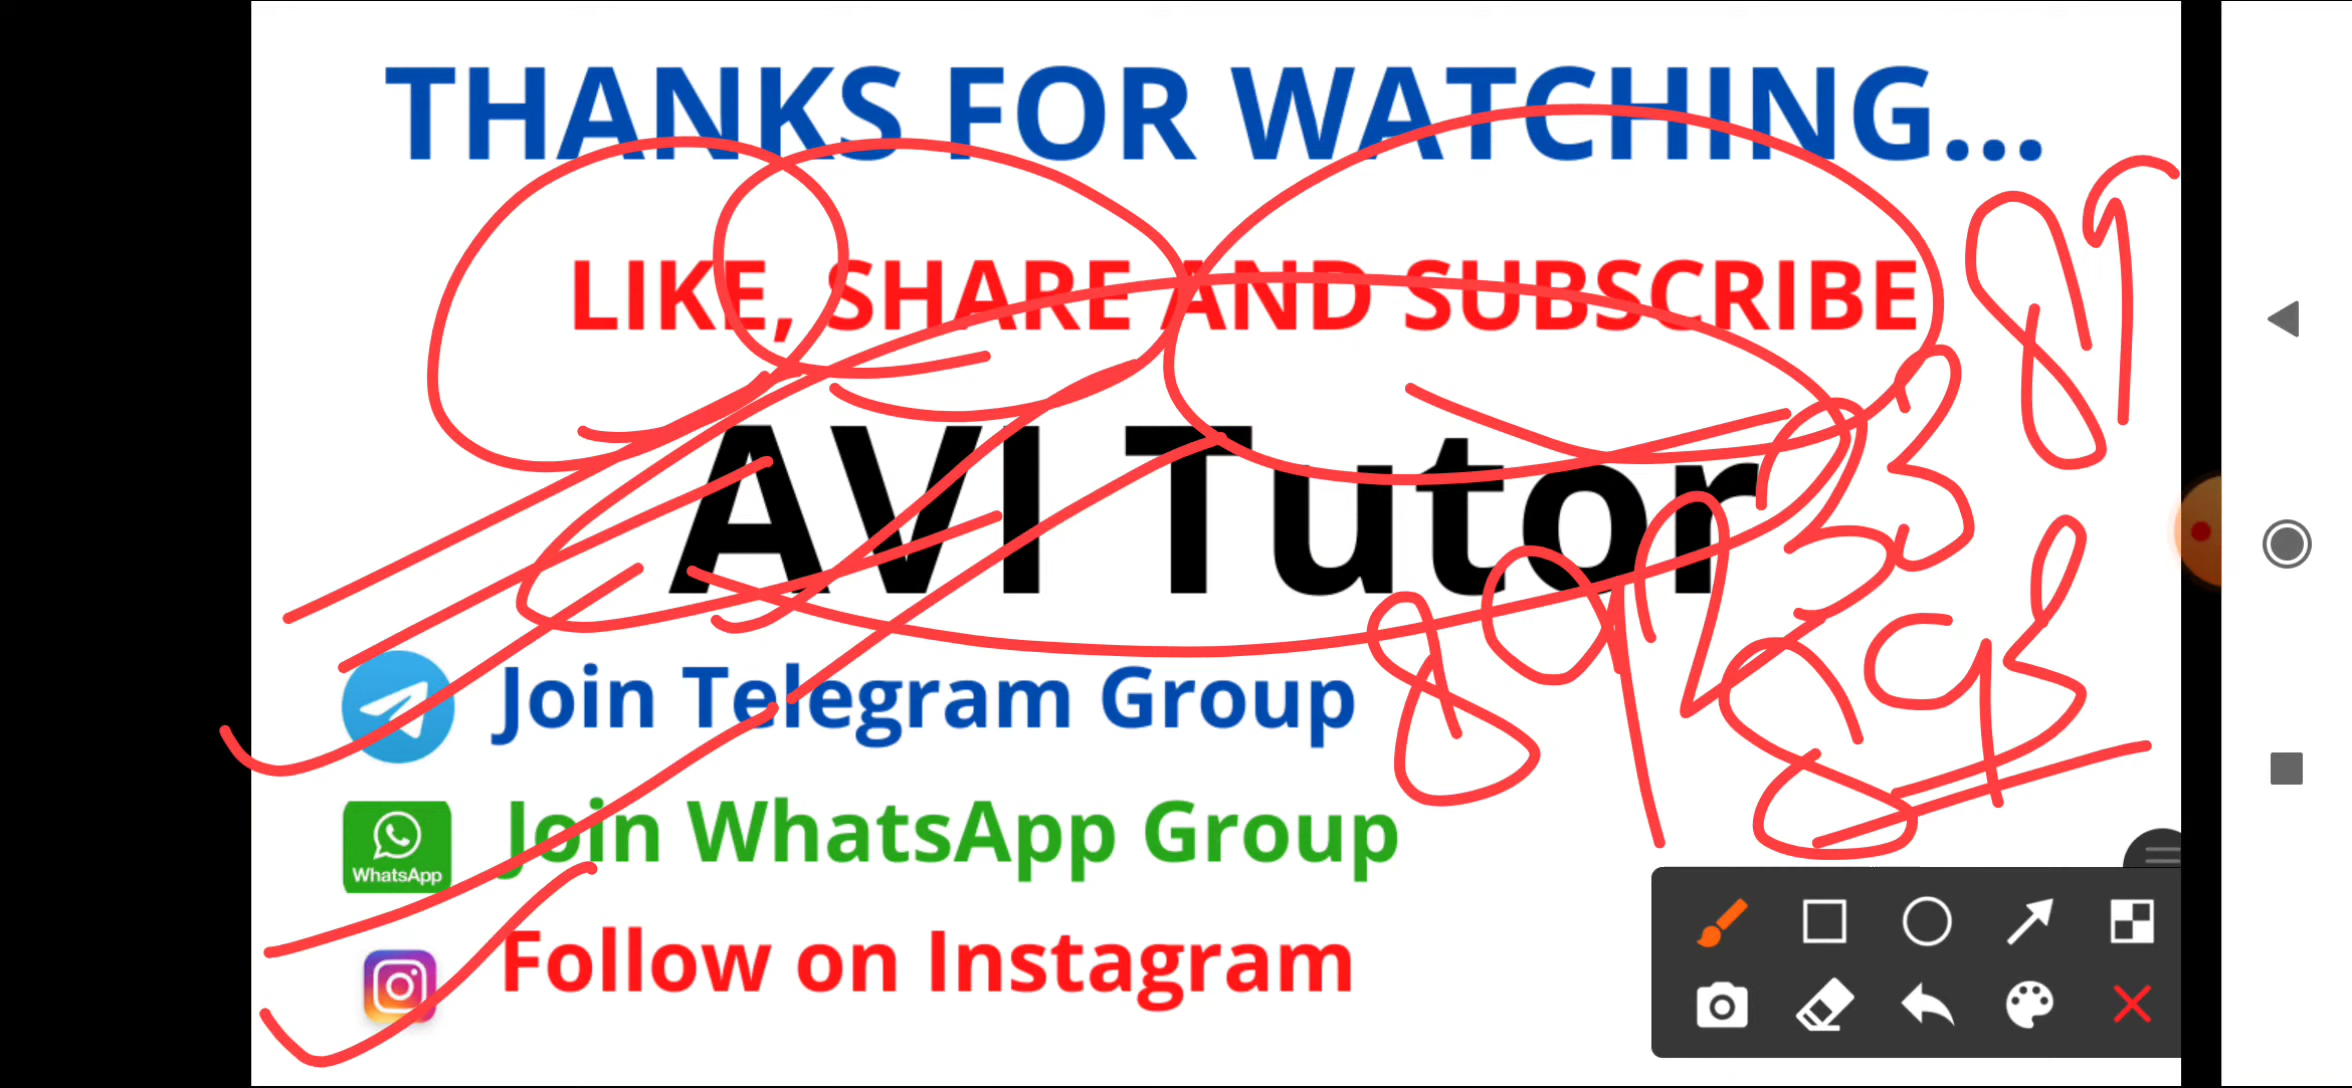 THANKS FOR WATCHING...
LIKE, SHARE AND SUBSCRIBE
AVI Tutor
Join Telegram Group
WhatsApp
Join WhatsApp Group
Follow on Instagram